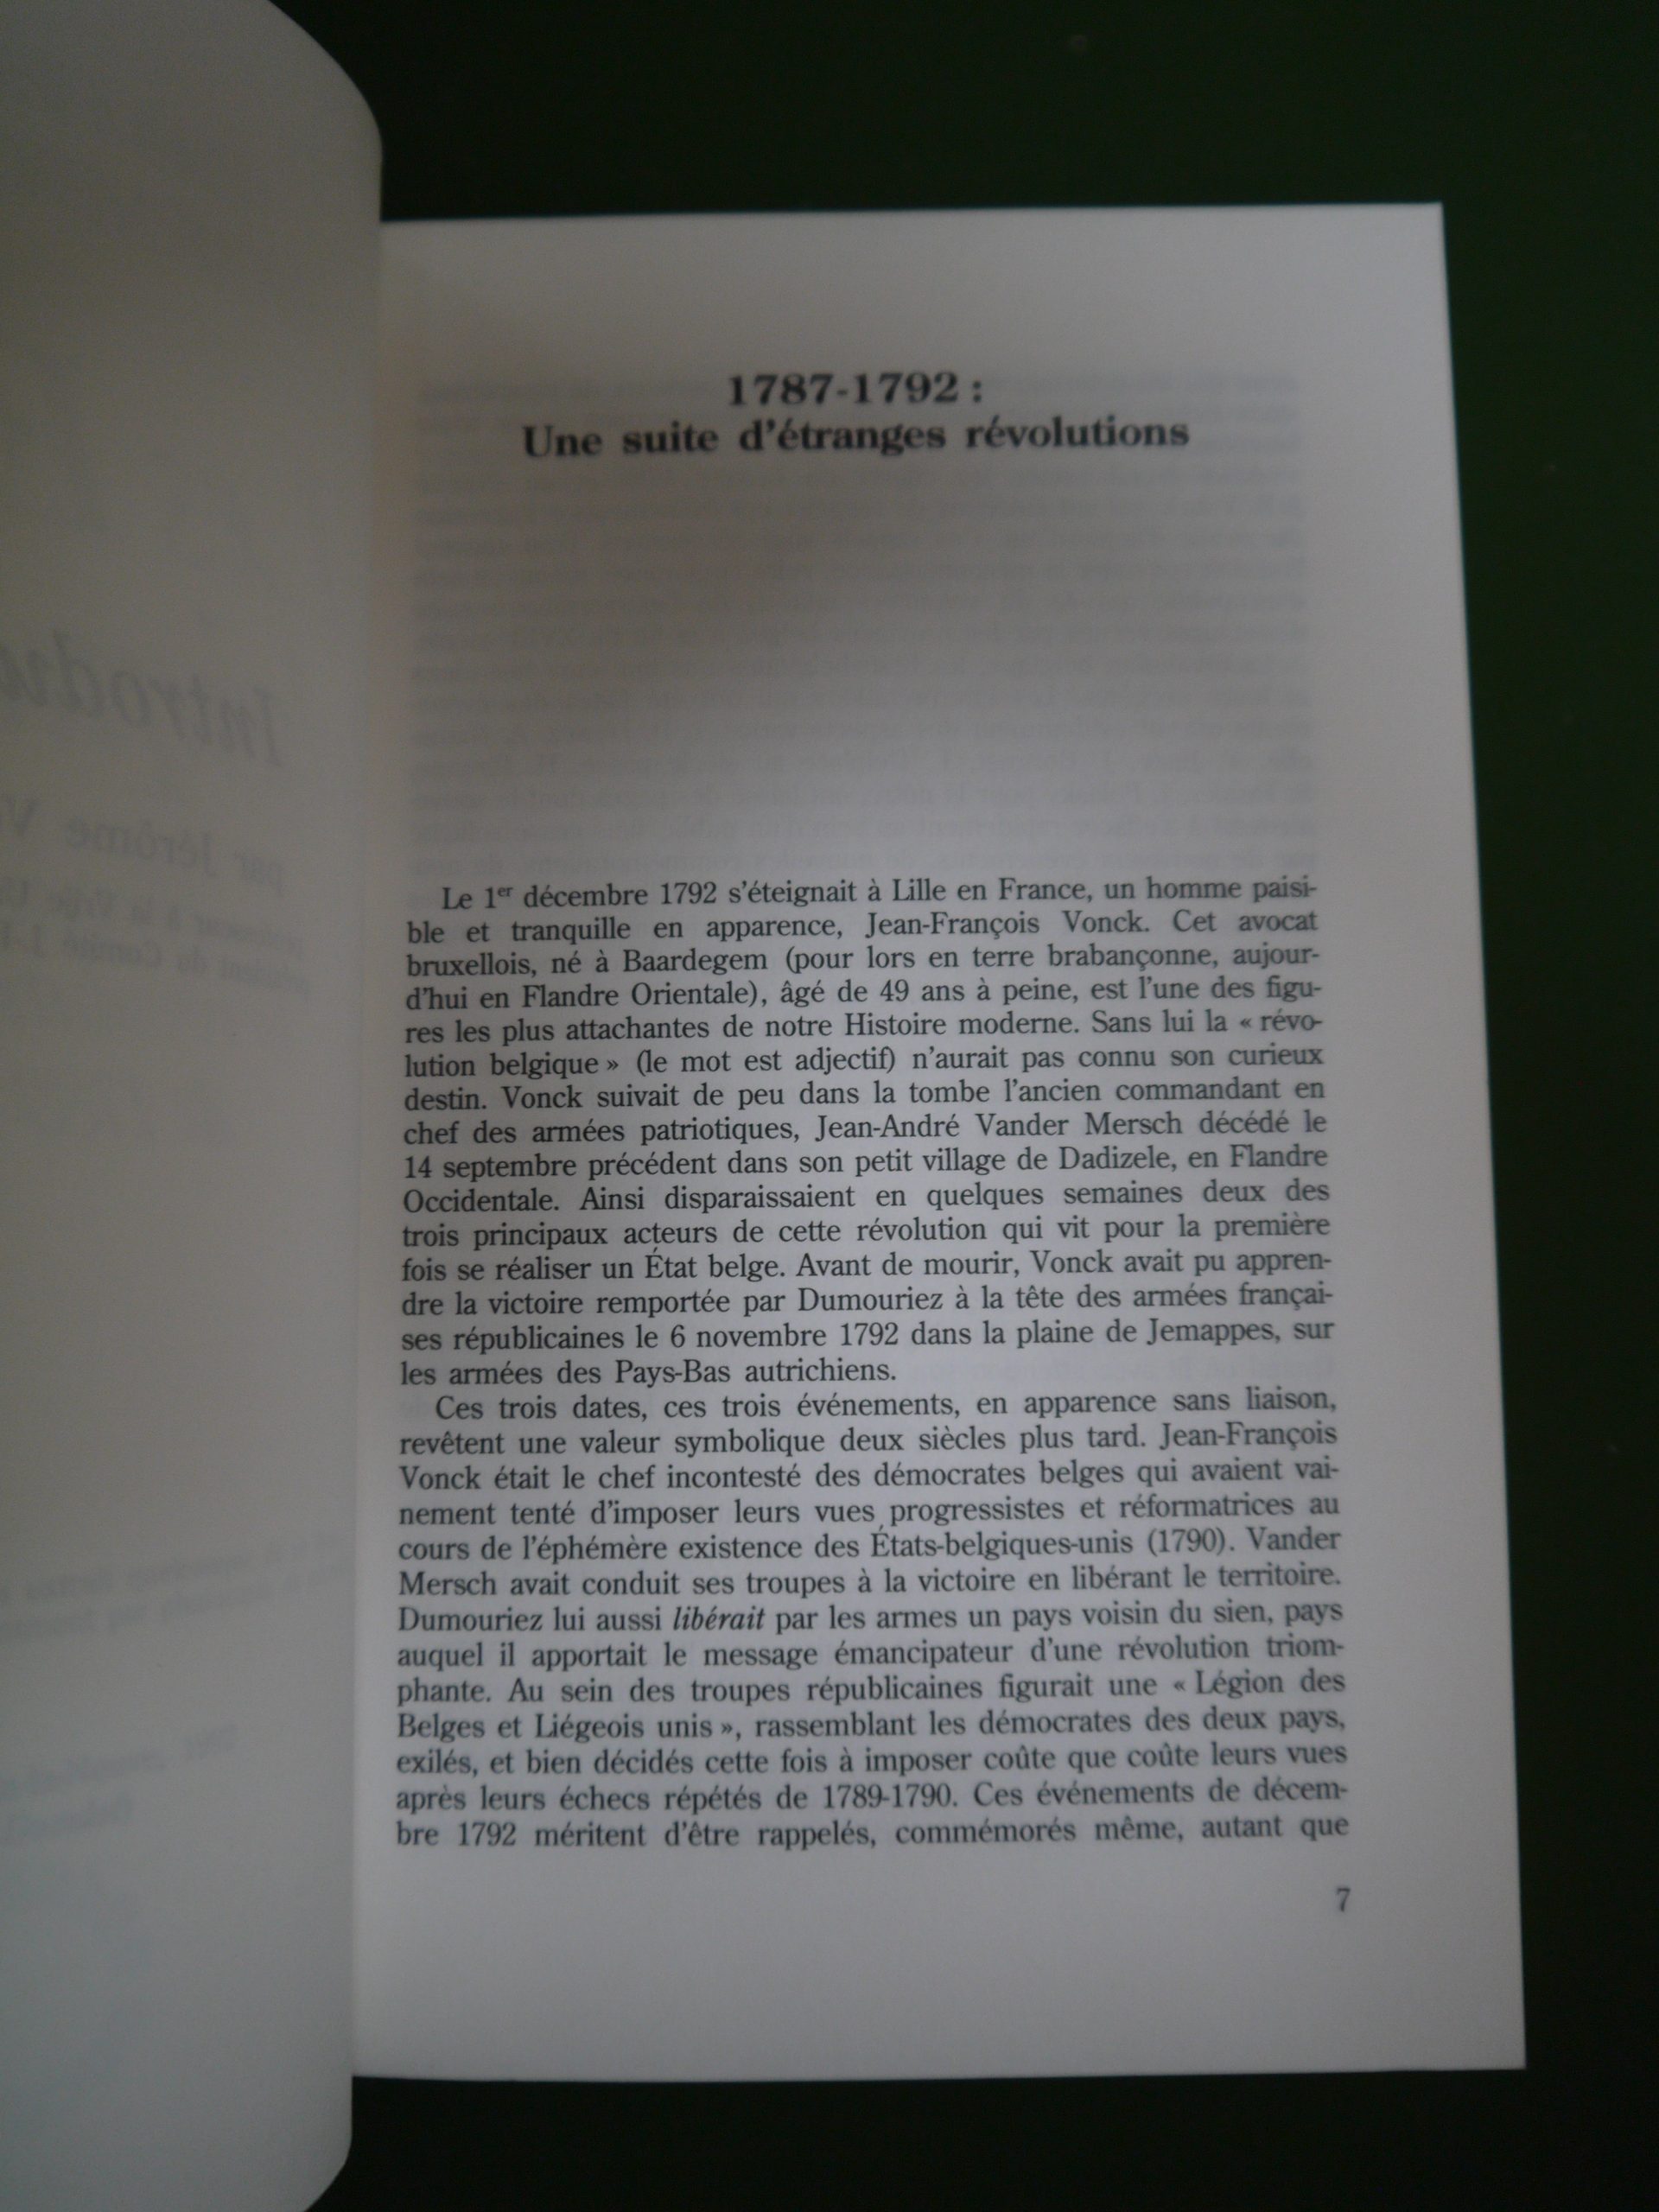 Introdu
par Jérôme V
1787-1792 :
Une suite d'étranges révolutions
Le 1er décembre 1792 s'éteignait à Lille en France, un homme paisi-
ble et tranquille en apparence, Jean-François Vonck. Cet avocat
bruxellois, né à Baardegem (pour lors en terre brabançonne, aujour-
d'hui en Flandre Orientale), âgé de 49 ans à peine, est l'une des figu-
res les plus attachantes de notre Histoire moderne. Sans lui la « révo-
lution belgique » (le mot est adjectif) n'aurait pas connu son curieux
destin. Vonck suivait de peu dans la tombe l'ancien commandant en
chef des armées patriotiques, Jean-André Vander Mersch décédé le
14 septembre précédent dans son petit village de Dadizele, en Flandre
Occidentale. Ainsi disparaissaient en quelques semaines deux des
trois principaux acteurs de cette révolution qui vit pour la première
fois se réaliser un État belge. Avant de mourir, Vonck avait pu appren-
dre la victoire remportée par Dumouriez à la tête des armées françai-
ses républicaines le 6 novembre 1792 dans la plaine de Jemappes, sur
les armées des Pays-Bas autrichiens.
Ces trois dates, ces trois événements, en apparence sans liaison,
revêtent une valeur symbolique deux siècles plus tard. Jean-François
Vonck était le chef incontesté des démocrates belges qui avaient vai-
nement tenté d'imposer leurs vues progressistes et réformatrices au
cours de l'éphémère existence des États-belgiques-unis (1790). Vander
Mersch avait conduit ses troupes à la victoire en libérant le territoire.
Dumouriez lui aussi libérait par les armes un pays voisin du sien, pays
auquel il apportait le message émancipateur d'une révolution triom-
phante. Au sein des troupes républicaines figurait une « Légion des
Belges et Liégeois unis », rassemblant les démocrates des deux pays,
exilés, et bien décidés cette fois à imposer coûte que coûte leurs vues
après leurs échecs répétés de 1789-1790. Ces événements de décem-
bre 1792 méritent d'être rappelés, commémorés même, autant que
7